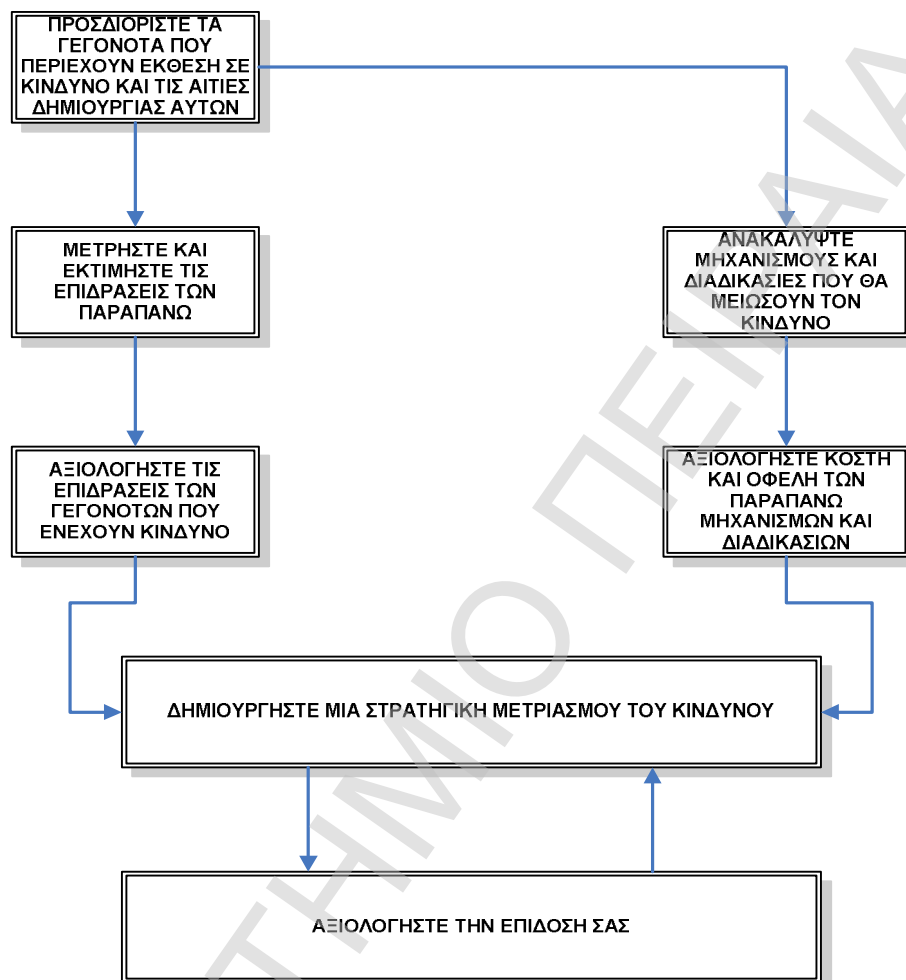 ΠΡΟΣΔΙΟΡΙΣΤΕ ΤΑ
ΓΕΓΟΝΟΤΑ ΠΟΥ
ΠΕΡΙΕΧΟΥΝ ΕΚΘΕΣΗ ΣΕ
ΚΙΝΔΥΝΟ ΚΑΙ ΤΙΣ ΑΙΤΙΕΣ
ΔΗΜΙΟΥΡΓΙΑΣ ΑΥΤΩΝ
ΜΕΤΡΗΣΤΕ ΚΑΙ
ΕΚΤΙΜΗΣΤΕ ΤΙΣ
ΕΠΙΔΡΑΣΕΙΣ ΤΩΝ
ΠΑΡΑΠΑΝΩ
ΑΝΑΚΑΛΥΨΤΕ
ΜΗΧΑΝΙΣΜΟΥΣ ΚΑΙ
ΔΙΑΔΙΚΑΣΙΕΣ ΠΟΥ ΘΑ
ΜΕΙΩΣΟΥΝ ΤΟΝ
ΚΙΝΔΥΝΟ
ΑΞΙΟΛΟΓΗΣΤΕ ΤΙΣ
ΕΠΙΔΡΑΣΕΙΣ ΤΩΝ
ΓΕΓΟΝΟΤΩΝ ΠΟΥ
ΕΝΕΧΟΥΝ ΚΙΝΔΥΝΟ
ΑΞΙΟΛΟΓΗΣΤΕ ΚΟΣΤΗ
ΚΑΙ ΟΦΕΛΗ ΤΩΝ
ΠΑΡΑΠΑΝΩ
ΜΗΧΑΝΙΣΜΩΝ ΚΑΙ
ΔΙΑΔΙΚΑΣΙΩΝ
ΔΗΜΙΟΥΡΓΗΣΤΕ ΜΙΑ ΣΤΡΑΤΗΓΙΚΗ ΜΕΤΡΙΑΣΜΟΥ ΤΟΥ ΚΙΝΔΥΝΟΥ
ΑΞΙΟΛΟΓΗΣΤΕ ΤΗΝ ΕΠΙΔΟΣΗ ΣΑΣ
ΤΗΜΙΟ ΠΕΙΡΑΙΑ